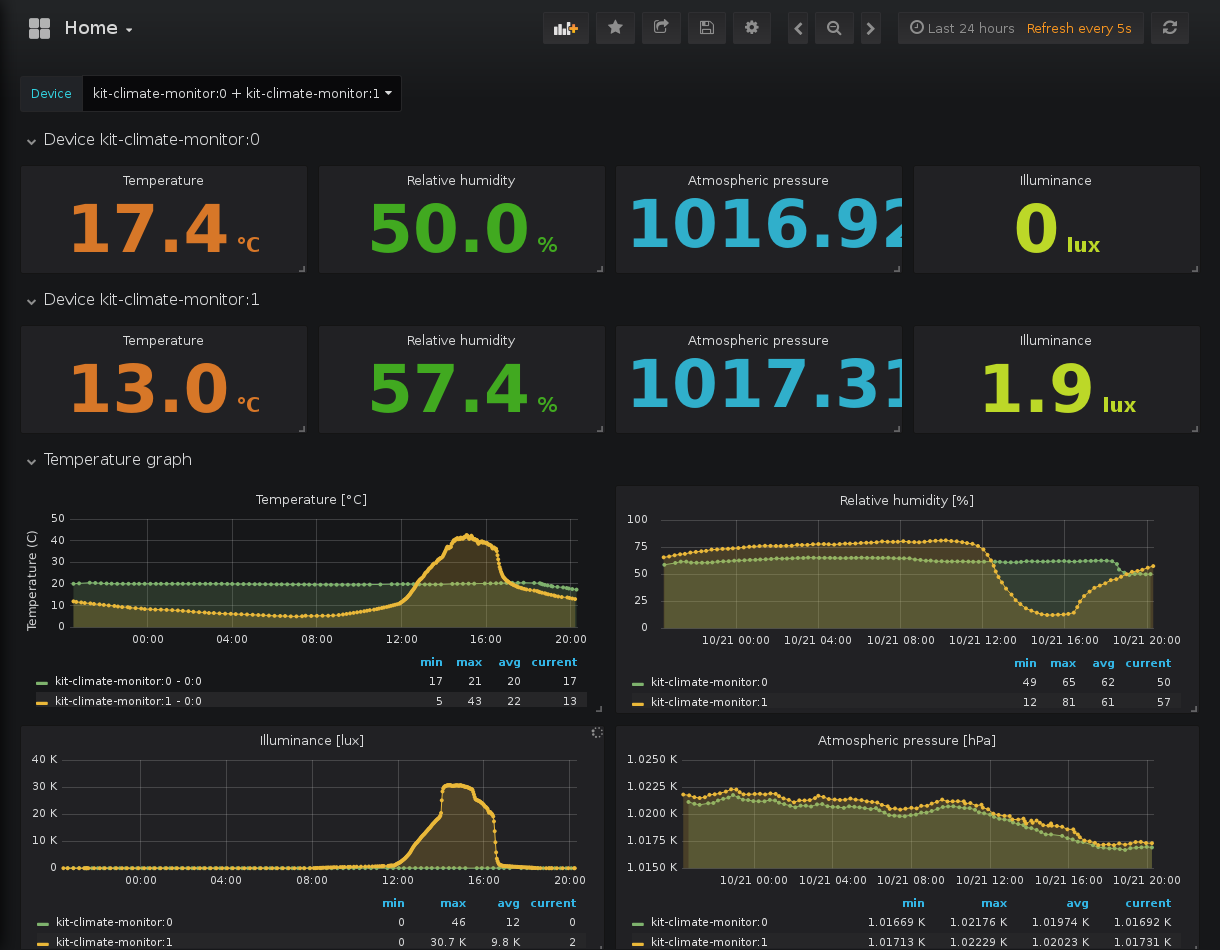 Home
Last 24 hours Refresh every 5s
Device kit-climate-monitor:0 + kit-climate-monitor:1
Device kit-climate-monitor:0
Temperature Relative humidity Atmospheric pressure Illuminance
17.4 °C 50.0 % 1016.92 0 lux
Device kit-climate-monitor:1
Temperature Relative humidity Atmospheric pressure Illuminance
13.0 °C 57.4 % 1017.31 1.9 lux
Temperature graph
Temperature [°C]
Temperature (C)
50
40
30
20
10
0
00:00 04:00 08:00 12:00 16:00 20:00
min max avg current
kit-climate-monitor:0 - 0:0 17 21 20 17
kit-climate-monitor:1 - 0:0 5 43 22 13
Relative humidity [%]
100
75
50
25
0
10/21 00:00 10/21 04:00 10/21 08:00 10/21 12:00 10/21 16:00 10/21 20:00
min max avg current
kit-climate-monitor:0 49 65 62 50
kit-climate-monitor:1 12 81 61 57
Illuminance [lux]
40 K
30 K
20 K
10 K
0
00:00 04:00 08:00 12:00 16:00 20:00
min max avg current
kit-climate-monitor:0 0 46 12 0
kit-climate-monitor:1 0 30.7 K 9.8 K 2
Atmospheric pressure [hPa]
1.0250 K
1.0225 K
1.0200 K
1.0175 K
1.0150 K
10/21 00:00 10/21 04:00 10/21 08:00 10/21 12:00 10/21 16:00 10/21 20:00
min max avg current
kit-climate-monitor:0 1.01669 K 1.02176 K 1.01974 K 1.01692 K
kit-climate-monitor:1 1.01713 K 1.02229 K 1.02023 K 1.01731 K